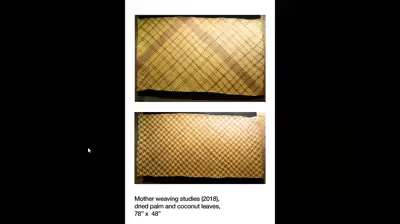 Mother weaving studies (2018),
dried palm and coconut leaves,
78” x 48”